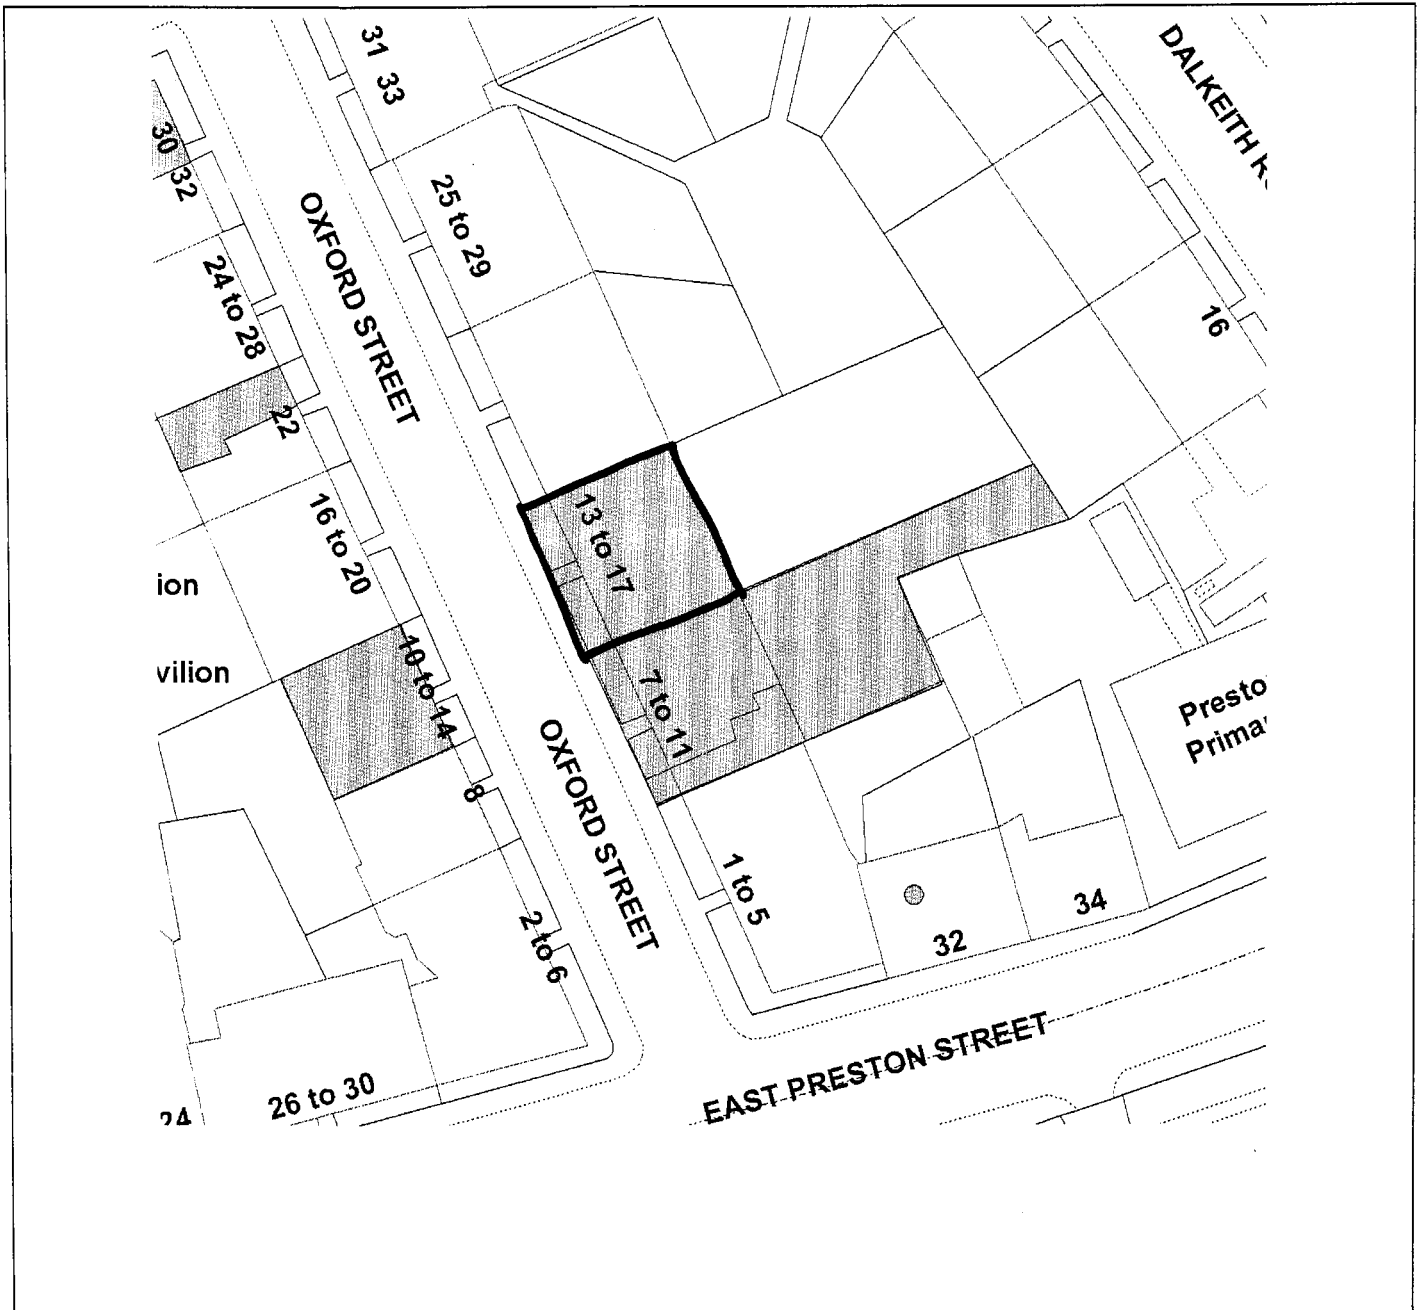 31 33
30
32
OXFORD STREET
25 to 29
DALKEITH
24 to 28
16
22
13 to 17
16 to 20
ion
vilion
10 to 14
7 to 11
Presto
Prima
OXFORD STREET
8
1 to 5
2 to 6
34
32
EAST PRESTON STREET
26 to 30
24